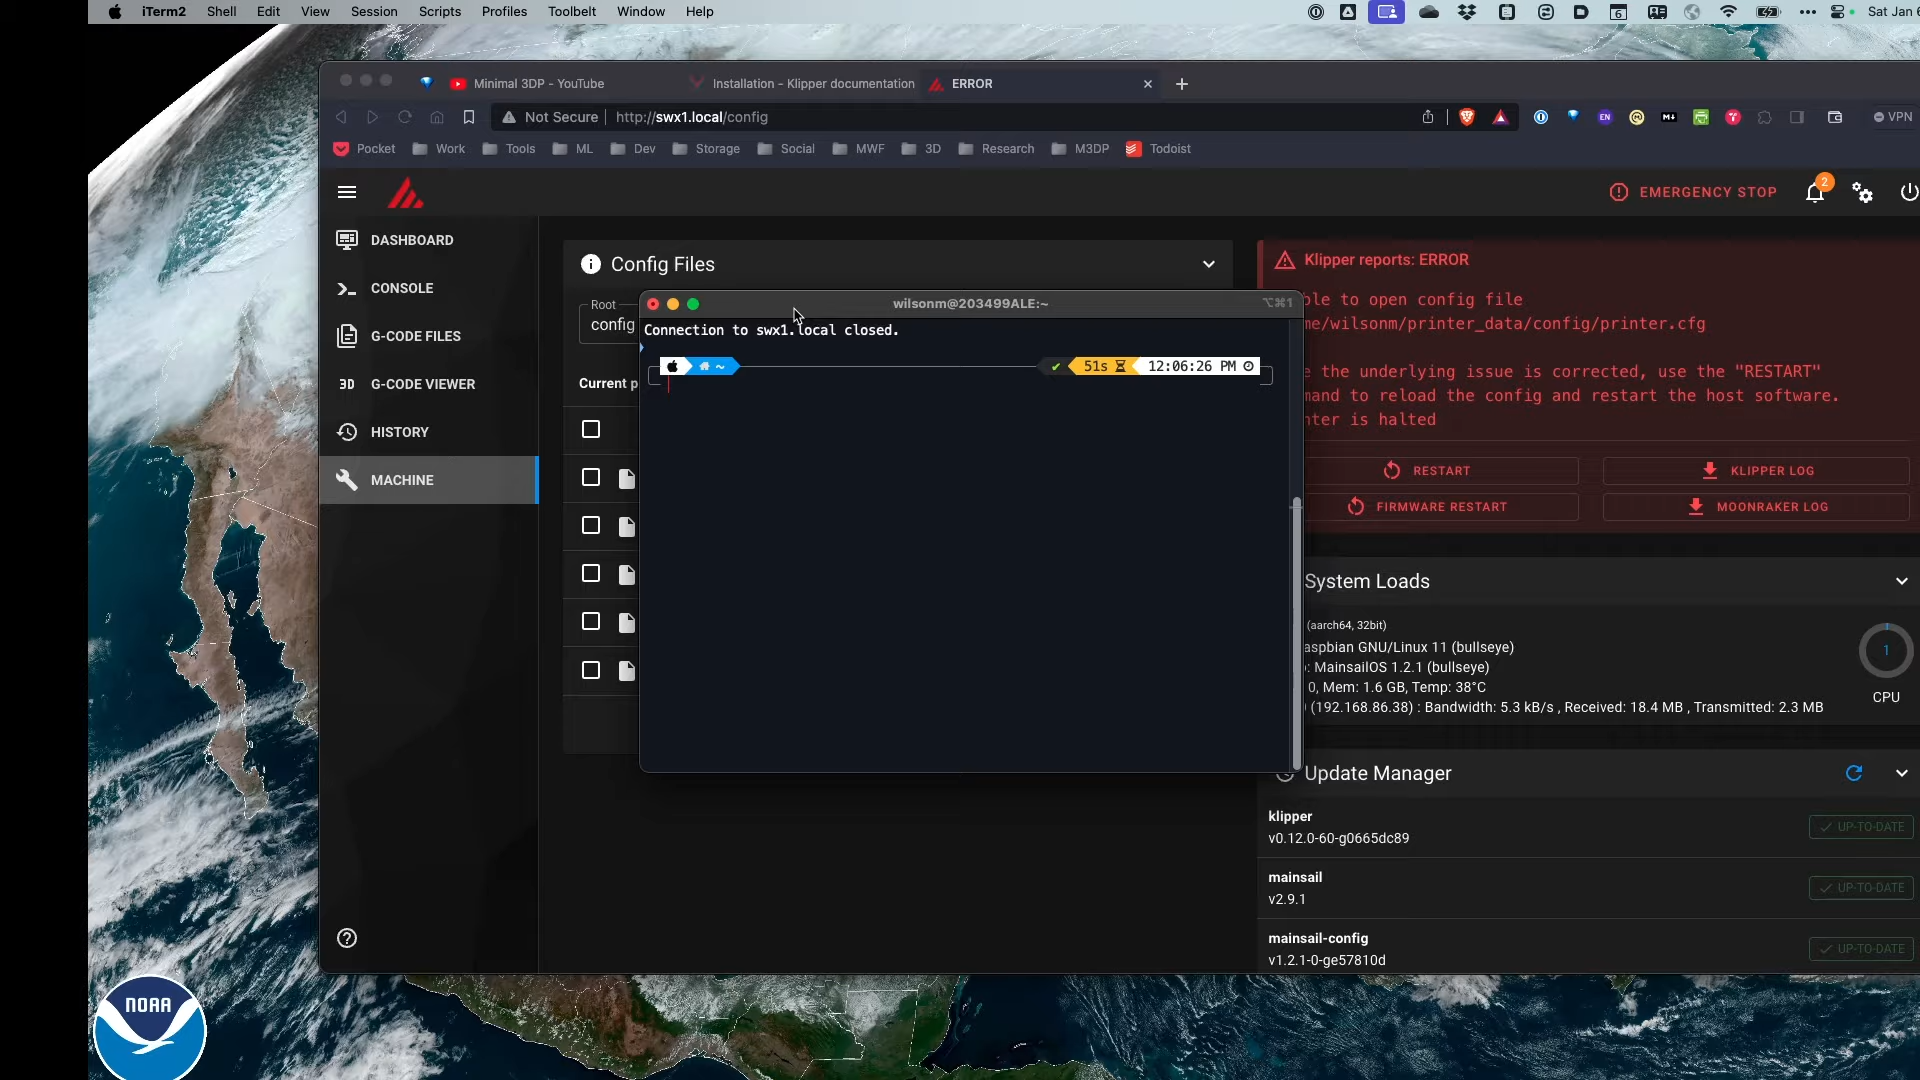 iTerm2 Shell Edit View Session Scripts Profiles Toolbelt Window Help
6
Sat Jan
Minimal 3DP - YouTube
Installation - Klipper documentation
ERROR
Not Secure
http://swx1.local/config
EN
VPN
Pocket Work Tools ML Dev Storage Social MWF 3D Research M3DP Todoist
EMERGENCY STOP
2
DASHBOARD
CONSOLE
G-CODE FILES
3D G-CODE VIEWER
HISTORY
MACHINE
Config Files
Root
config
Current p
wilsonm@203499ALE:~
⌥⌘1
Connection to swx1.local closed.
~
✔ 51s
12:06:26 PM
Klipper reports: ERROR
ble to open config file
me/wilsonm/printer_data/config/printer.cfg
e the underlying issue is corrected, use the "RESTART"
mand to reload the config and restart the host software.
nter is halted
RESTART
KLIPPER LOG
FIRMWARE RESTART
MOONRAKER LOG
System Loads
(aarch64, 32bit)
aspbian GNU/Linux 11 (bullseye)
: MainsailOS 1.2.1 (bullseye)
0, Mem: 1.6 GB, Temp: 38°C
(192.168.86.38) : Bandwidth: 5.3 kB/s , Received: 18.4 MB , Transmitted: 2.3 MB
1
CPU
Update Manager
klipper
v0.12.0-60-g0665dc89
UP-TO-DATE
mainsail
v2.9.1
UP-TO-DATE
mainsail-config
v1.2.1-0-ge57810d
UP-TO-DATE
NOAA